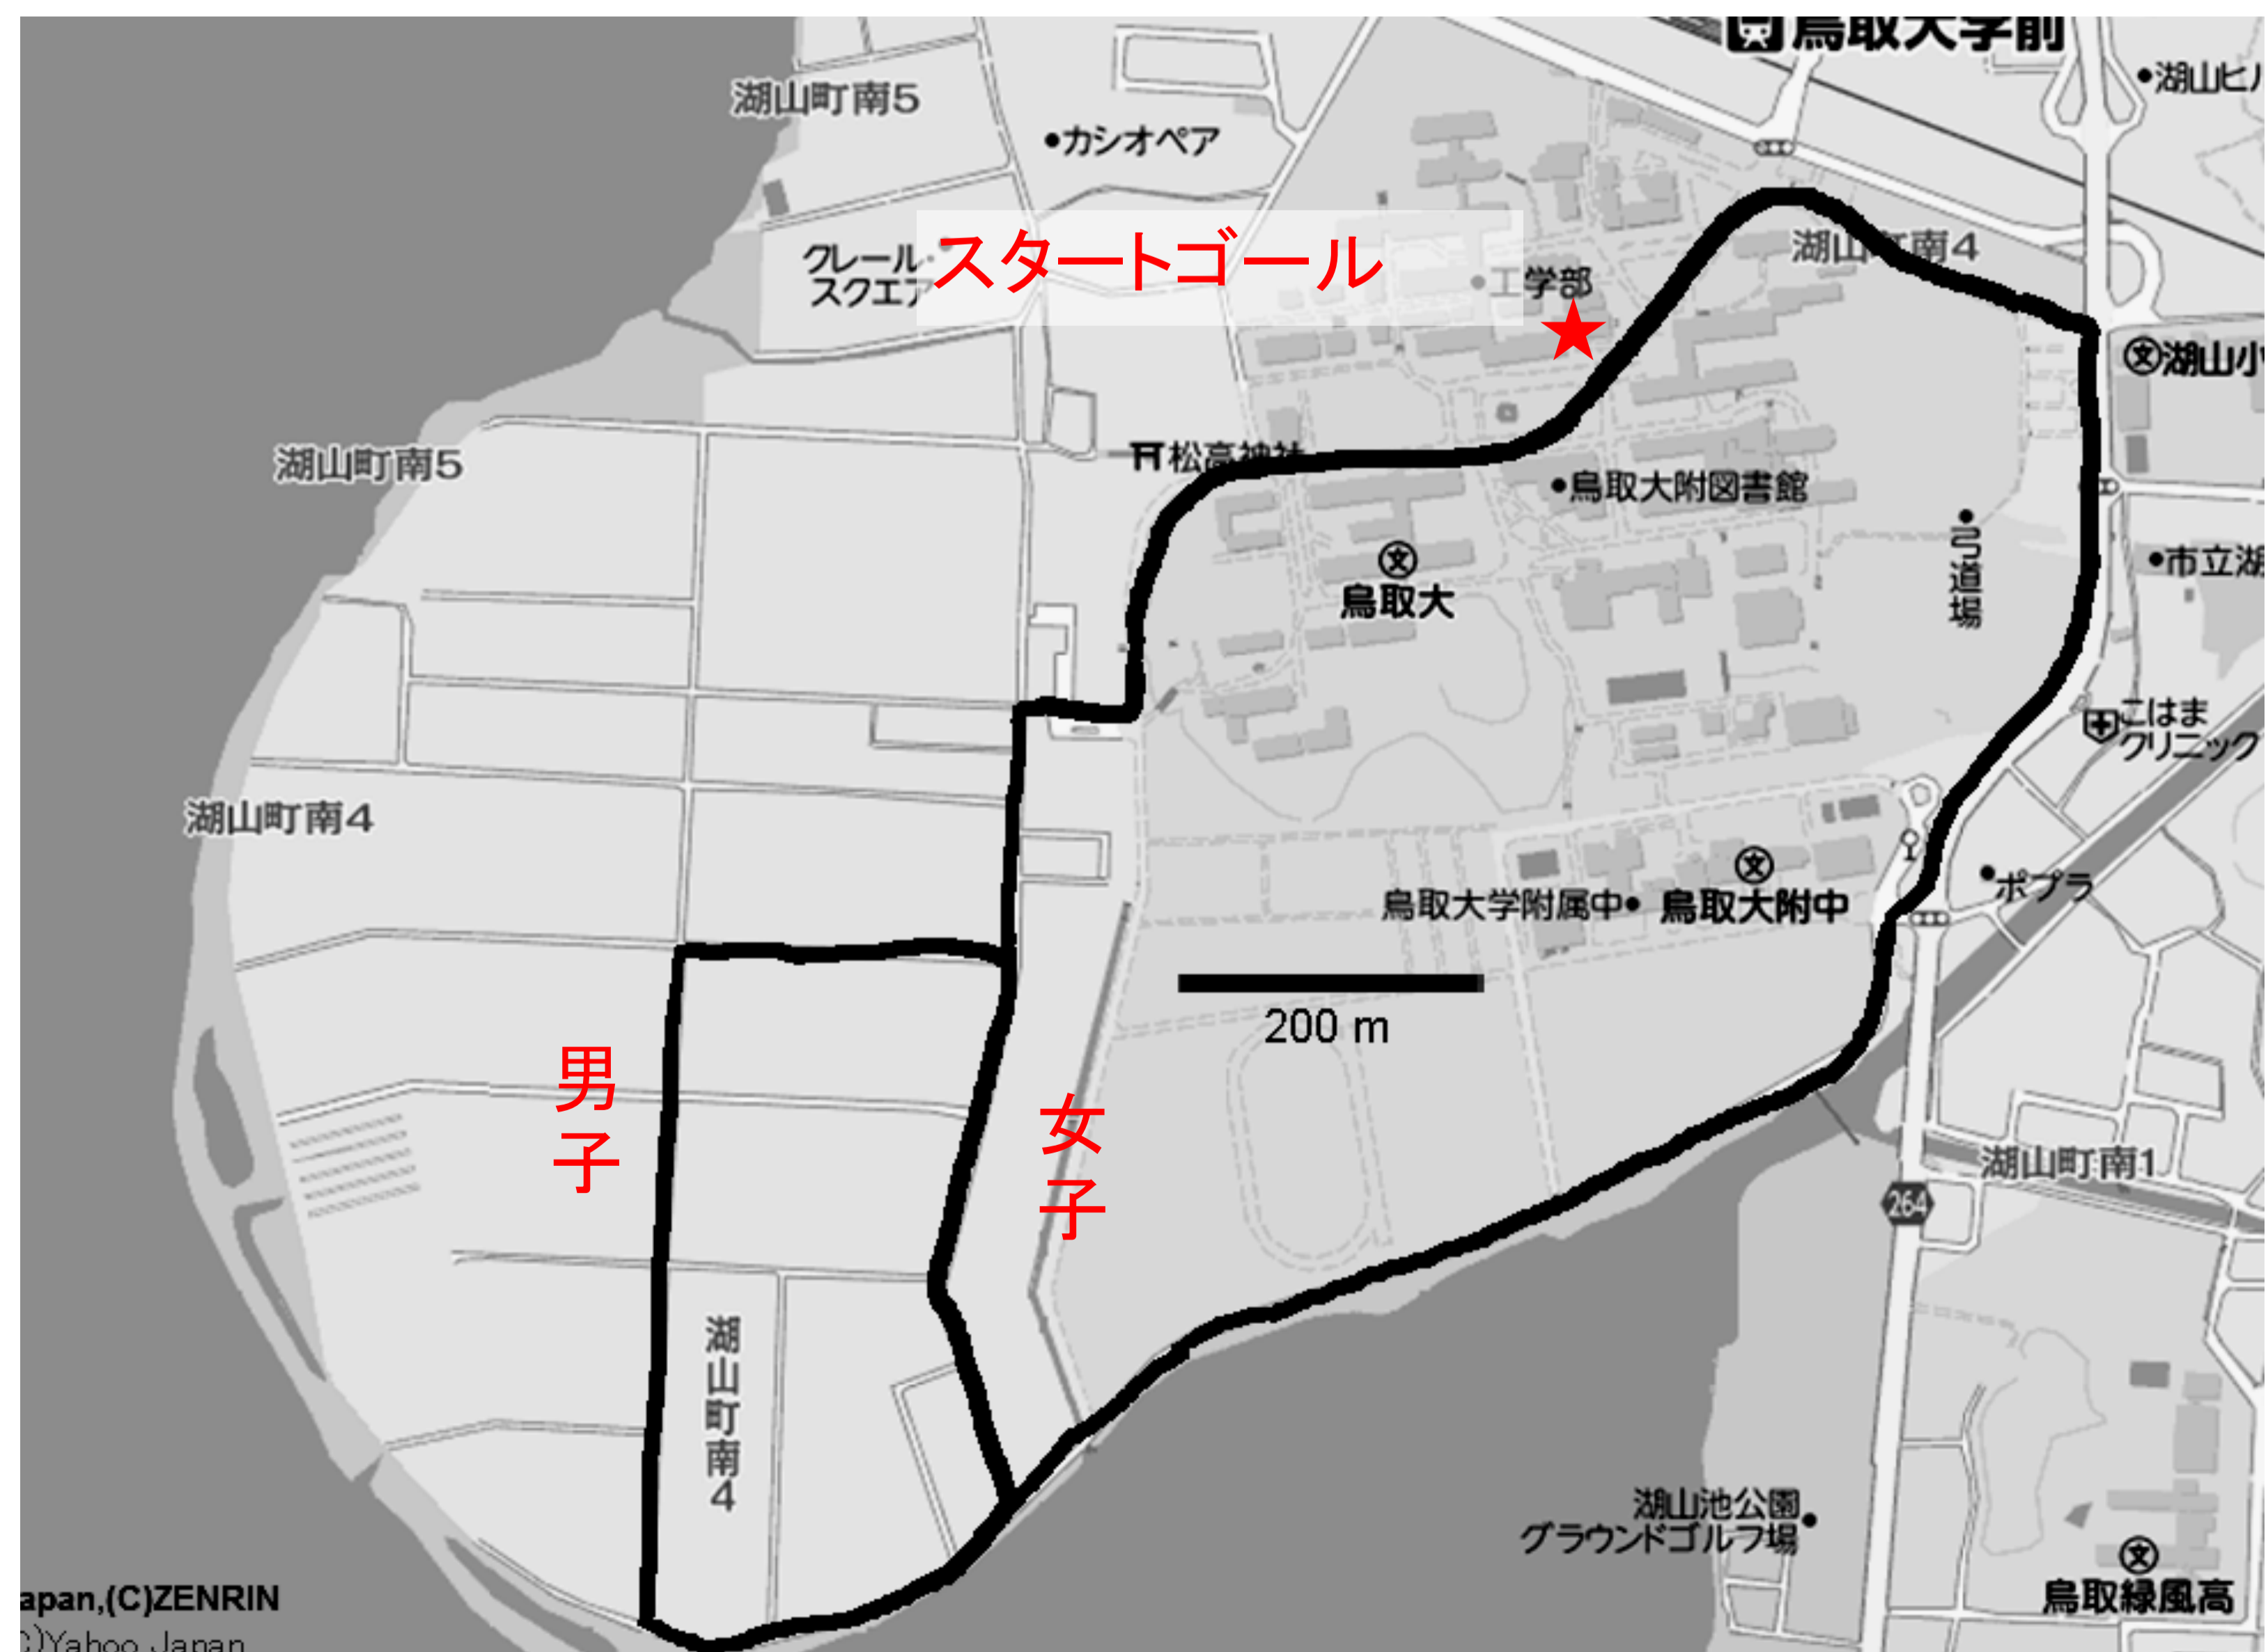 鳥取大学前
湖山ヒル
湖山町南5
カシオペア
クレール・
スクエア
スタートゴール
工学部
湖山町南4
湖山小
湖山町南5
松高神社
鳥取大附図書館
弓道場
市立湖
鳥取大
こはま
クリニック
湖山町南4
鳥取大学附属中
鳥取大附中
ポプラ
200 m
男子
女子
湖山町南1
264
湖山町南4
湖山池公園
グラウンドゴルフ場
鳥取緑風高
apan,(C)ZENRIN
C)Yahoo Japan